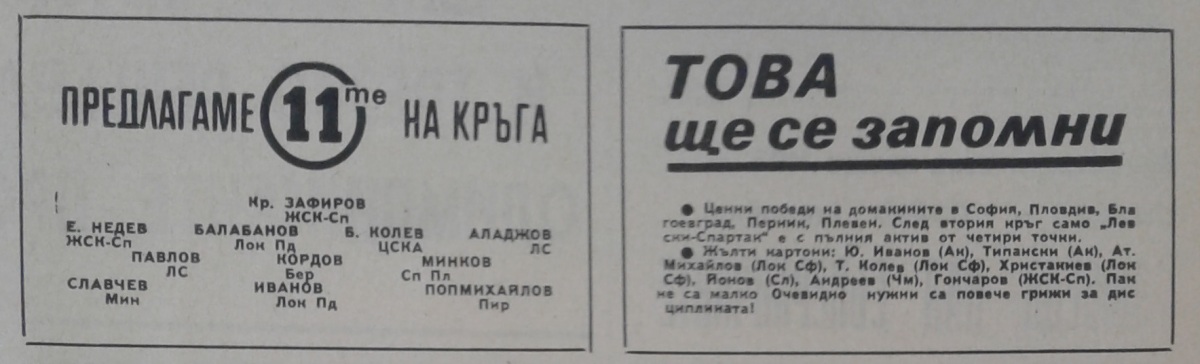 ПРЕДЛАГАМЕ 11те НА КРЪГА
Кр. ЗАФИРОВ
ЖСК-Сп
Е. НЕДЕВ БАЛАБАНОВ Б. КОЛЕВ АЛАДЖОВ
ЖСК-Сп Лок Пд ЦСКА ЛС
ПАВЛОВ КОРДОВ МИНКОВ
ЛС Бер Сп Пл
СЛАВЧЕВ ИВАНОВ ПОПМИХАЙЛОВ
Мин Лок Пд Пир
ТОВА
ще се запомни
● Ценни победи на домакините в София, Пловдив, Бла
гоевград, Перник, Плевен. След втория кръг само „Лев
ски-Спартак" е с пълния актив от четири точки.
● Жълти картони: Ю. Иванов (Ак), Типански (Ак), Ат.
Михайлов (Лок Сф), Т. Колев (Лок Сф), Христакиев (Лок
Сф), Йонов (Сл), Андреев (Чм), Гончаров (ЖСК-Сп). Пак
не са малко Очевидно нужни са повече грижи за дис
циплината!